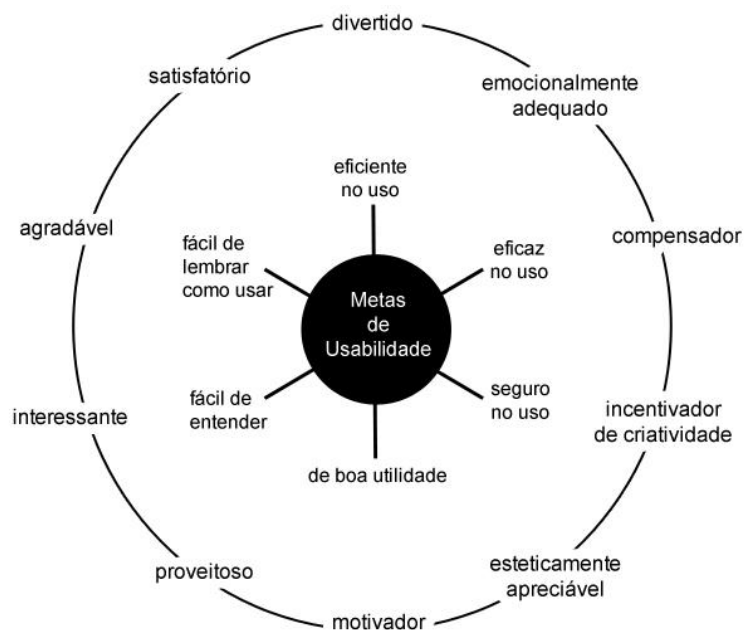 divertido
satisfatório
emocionalmente
adequado
eficiente
no uso
agradável
fácil de
lembrar
como usar
eficaz
no uso
compensador
Metas
de
Usabilidade
interessante
fácil de
entender
seguro
no uso
incentivador
de criatividade
de boa utilidade
proveitoso
esteticamente
apreciável
motivador